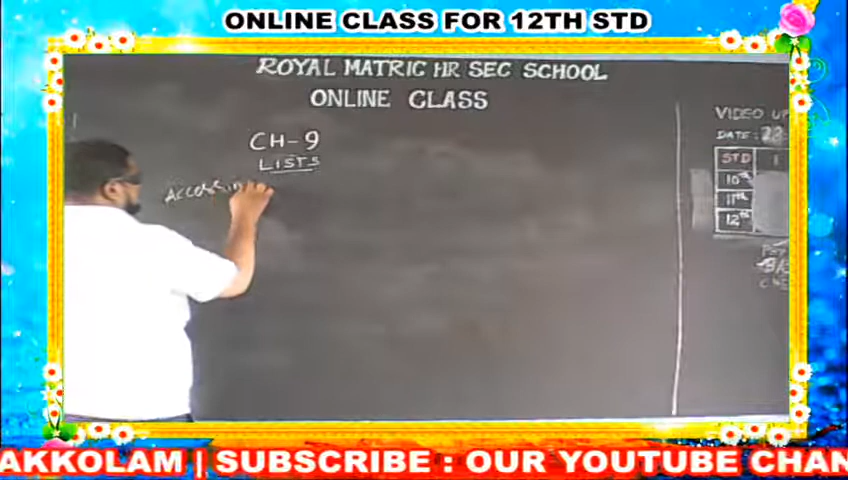 ONLINE CLASS FOR 12TH STD
ROYAL MATRIC HR SEC SCHOOL
ONLINE CLASS
CH-9
LISTS
VIDEO
DATE:
STD
10th
11th
12th
AKKOLAM | SUBSCRIBE : OUR YOUTUBE CHAN